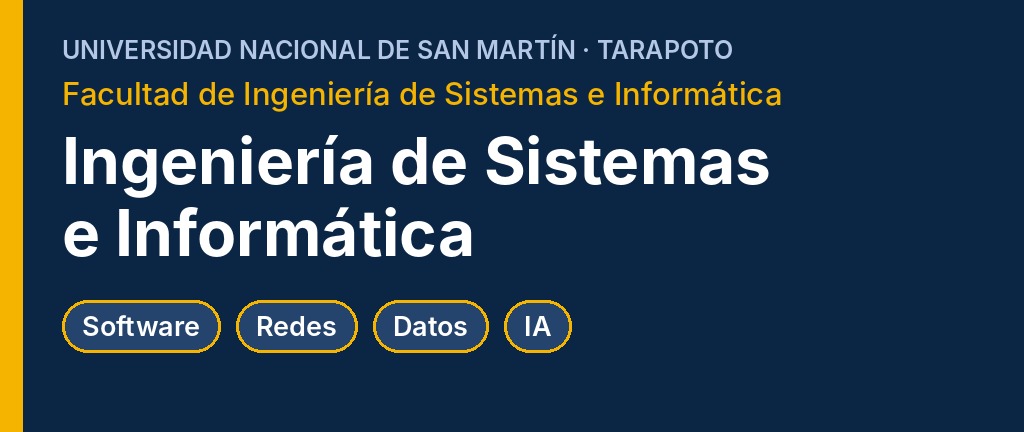 UNIVERSIDAD NACIONAL DE SAN MARTÍN · TARAPOTO
Facultad de Ingeniería de Sistemas e Informática
Ingeniería de Sistemas
e Informática
Software Redes Datos IA